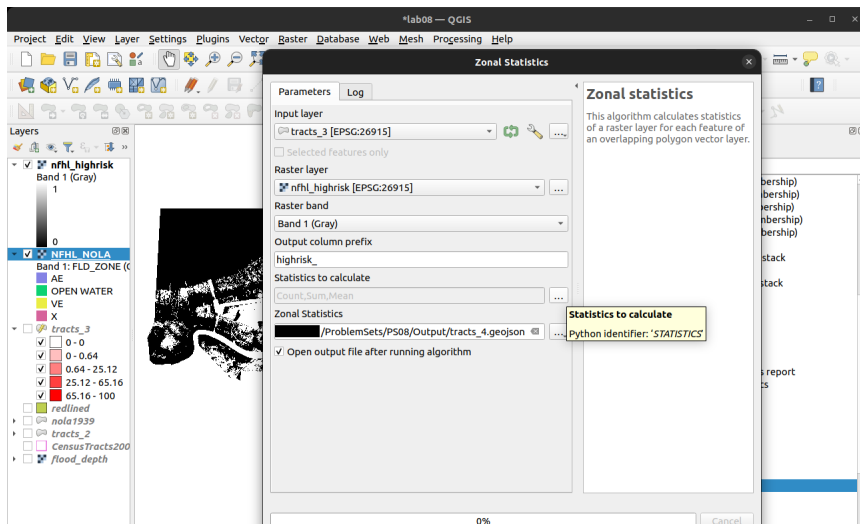 *lab08 — QGIS
Project Edit View Layer Settings Plugins Vector Raster Database Web Mesh Processing Help
Zonal Statistics
Parameters Log
Input layer
tracts_3 [EPSG:26915]
Selected features only
Raster layer
nfhl_highrisk [EPSG:26915]
Raster band
Band 1 (Gray)
Output column prefix
highrisk_
Statistics to calculate
Count,Sum,Mean
Zonal Statistics
/ProblemSets/PS08/Output/tracts_4.geojson
Open output file after running algorithm
0%
Cancel
Zonal statistics
This algorithm calculates statistics
of a raster layer for each feature of
an overlapping polygon vector layer.
Statistics to calculate
Python identifier: 'STATISTICS'
Layers
nfhl_highrisk
Band 1 (Gray)
1
0
NFHL_NOLA
Band 1: FLD_ZONE (
AE
OPEN WATER
VE
X
tracts_3
0 - 0
0 - 0.64
0.64 - 25.12
25.12 - 65.16
65.16 - 100
redlined
nola1939
tracts_2
CensusTracts200
flood_depth
bership)
bership)
ership)
nbership)
bership)
stack
stack
s report
cs